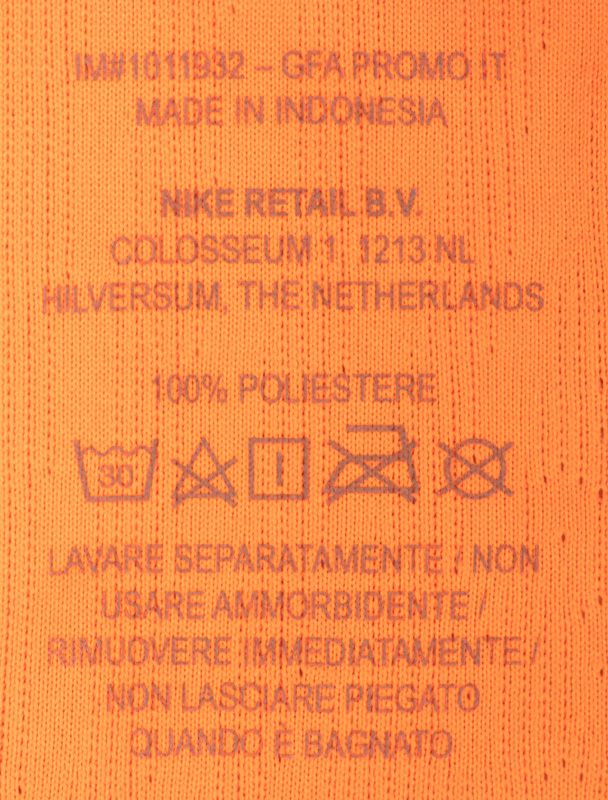 IM#1011932 – GFA PROMO IT
MADE IN INDONESIA
NIKE RETAIL B.V.
COLOSSEUM 1 1213 NL
HILVERSUM, THE NETHERLANDS
100% POLIESTERE
30
LAVARE SEPARATAMENTE / NON
USARE AMMORBIDENTE /
RIMUOVERE IMMEDIATAMENTE /
NON LASCIARE PIEGATO
QUANDO È BAGNATO